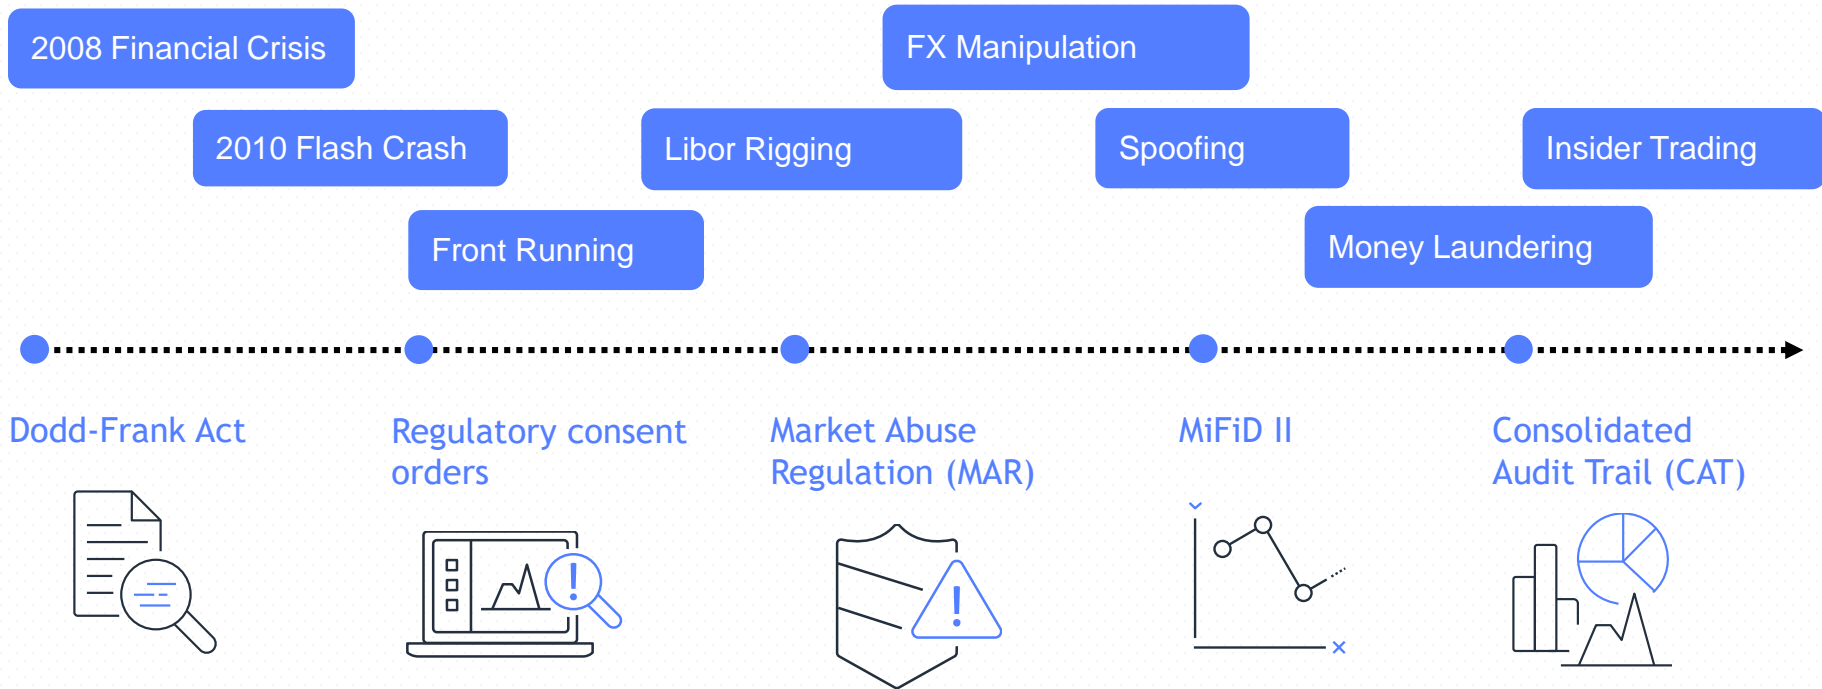 2008 Financial Crisis
FX Manipulation
2010 Flash Crash
Libor Rigging
Spoofing
Insider Trading
Front Running
Money Laundering
Dodd-Frank Act
Regulatory consent
orders
Market Abuse
Regulation (MAR)
MiFiD II
Consolidated
Audit Trail (CAT)